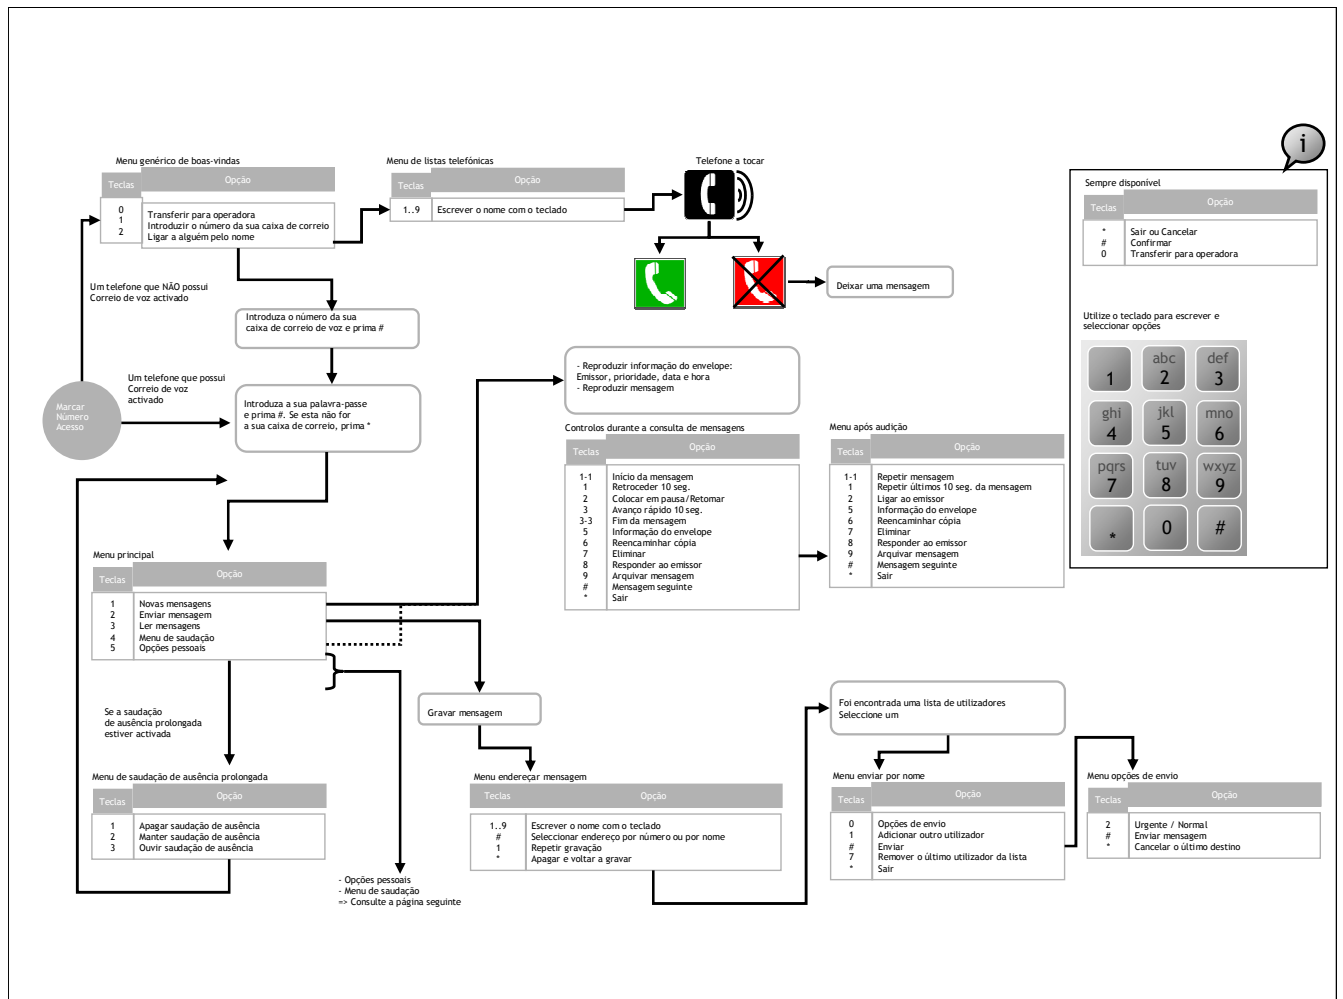 Menu genérico de boas-vindas
Teclas Opção
0 Transferir para operadora
1 Introduzir o número da sua caixa de correio
2 Ligar a alguém pelo nome
Menu de listas telefónicas
Teclas Opção
1..9 Escrever o nome com o teclado
Telefone a tocar
Deixar uma mensagem
i
Sempre disponível
Teclas Opção
* Sair ou Cancelar
# Confirmar
0 Transferir para operadora
Utilize o teclado para escrever e
seleccionar opções
1 abc 2 def 3
ghi 4 jkl 5 mno 6
pqrs 7 tuv 8 wxyz 9
* 0 #
Um telefone que NÃO possui
Correio de voz activado
Introduza o número da sua
caixa de correio de voz e prima #
Um telefone que possui
Correio de voz
activado
Marcar
Número
Acesso
Introduza a sua palavra-passe
e prima #. Se esta não for
a sua caixa de correio, prima *
- Reproduzir informação do envelope:
Emissor, prioridade, data e hora
- Reproduzir mensagem
Controlos durante a consulta de mensagens
Teclas Opção
1-1 Início da mensagem
1 Retroceder 10 seg.
2 Colocar em pausa/Retomar
3 Avanço rápido 10 seg.
3-3 Fim da mensagem
5 Informação do envelope
6 Reencaminhar cópia
7 Eliminar
8 Responder ao emissor
9 Arquivar mensagem
# Mensagem seguinte
* Sair
Menu após audição
Teclas Opção
1-1 Repetir mensagem
1 Repetir últimos 10 seg. da mensagem
2 Ligar ao emissor
5 Informação do envelope
6 Reencaminhar cópia
7 Eliminar
8 Responder ao emissor
9 Arquivar mensagem
# Mensagem seguinte
* Sair
Menu principal
Teclas Opção
1 Novas mensagens
2 Enviar mensagem
3 Ler mensagens
4 Menu de saudação
5 Opções pessoais
Se a saudação
de ausência prolongada
estiver activada
Menu de saudação de ausência prolongada
Teclas Opção
1 Apagar saudação de ausência
2 Manter saudação de ausência
3 Ouvir saudação de ausência
- Opções pessoais
- Menu de saudação
=> Consulte a página seguinte
Gravar mensagem
Menu endereçar mensagem
Teclas Opção
1..9 Escrever o nome com o teclado
# Seleccionar endereço por número ou por nome
1 Repetir gravação
* Apagar e voltar a gravar
Foi encontrada uma lista de utilizadores
Seleccione um
Menu enviar por nome
Teclas Opção
0 Opções de envio
1 Adicionar outro utilizador
# Enviar
7 Remover o último utilizador da lista
* Sair
Menu opções de envio
Teclas Opção
2 Urgente / Normal
# Enviar mensagem
* Cancelar o último destino